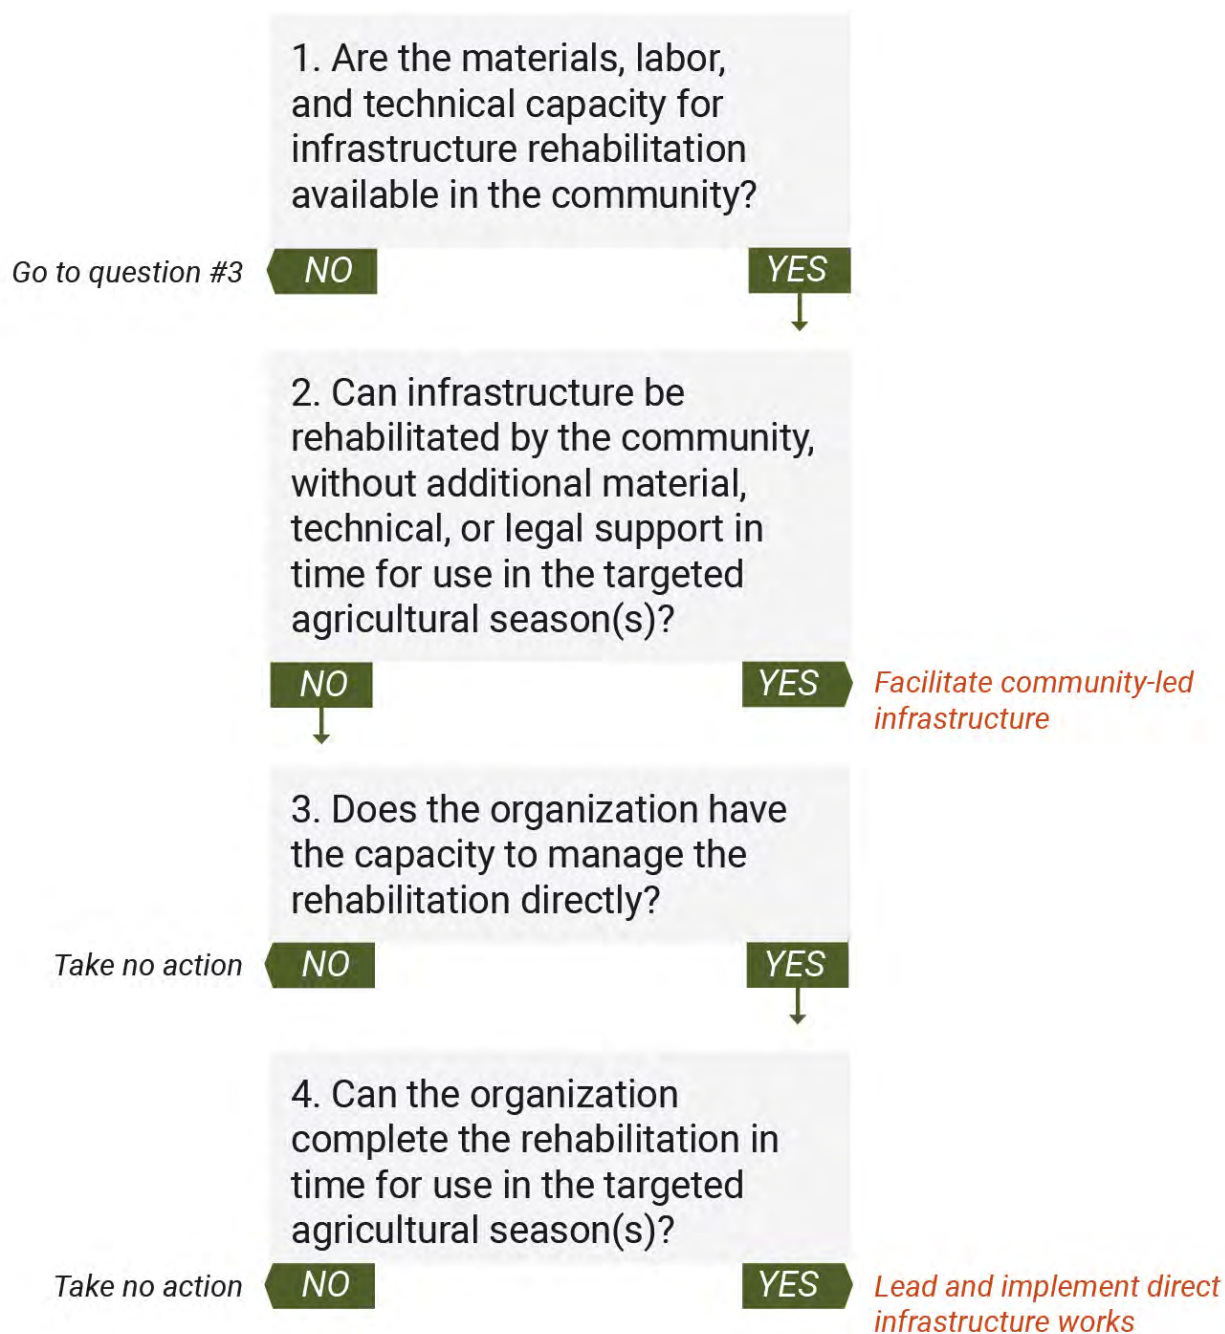 1. Are the materials, labor,
and technical capacity for
infrastructure rehabilitation
available in the community?
Go to question #3
NO
YES
2. Can infrastructure be
rehabilitated by the community,
without additional material,
technical, or legal support in
time for use in the targeted
agricultural season(s)?
NO
YES
Facilitate community-led
infrastructure
3. Does the organization have
the capacity to manage the
rehabilitation directly?
Take no action
NO
YES
4. Can the organization
complete the rehabilitation in
time for use in the targeted
agricultural season(s)?
Take no action
NO
YES
Lead and implement direct
infrastructure works